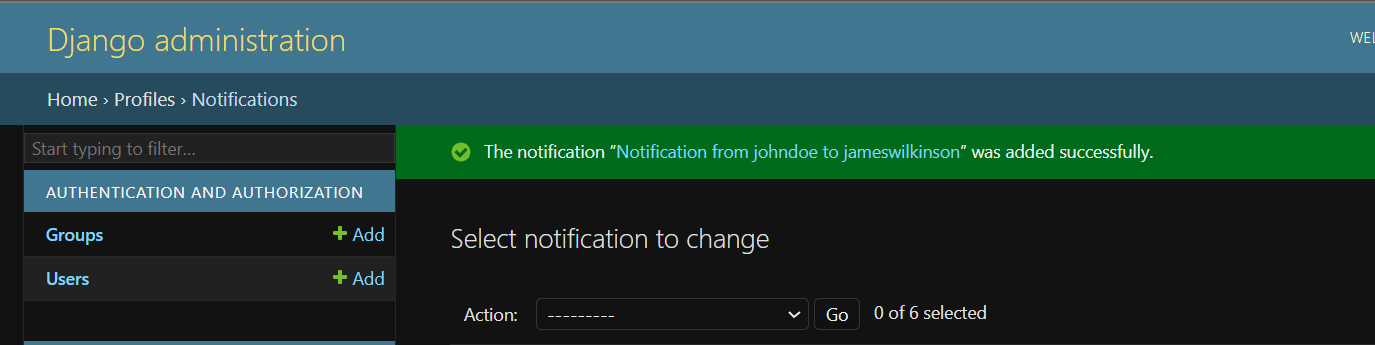 Django administration
WEL
Home › Profiles › Notifications
Start typing to filter...
The notification “Notification from johndoe to jameswilkinson” was added successfully.
AUTHENTICATION AND AUTHORIZATION
Groups
Add
Users
Add
Select notification to change
Action:
---------
Go
0 of 6 selected